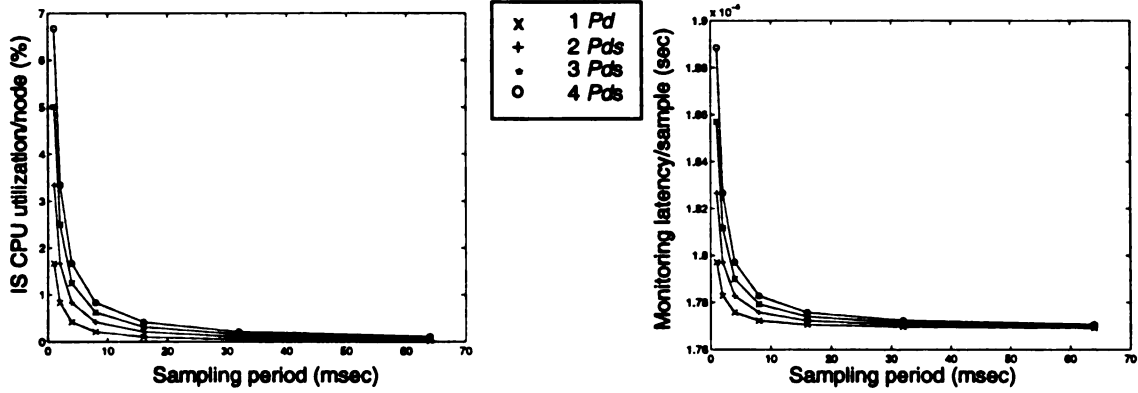 IS CPU utilization/node (%)
7
6
5
4
3
2
1
0
0 10 20 30 40 50 60 70
Sampling period (msec)
x 1 Pd
+ 2 Pds
* 3 Pds
o 4 Pds
Monitoring latency/sample (sec)
x 10
1.9
1.88
1.86
1.84
1.82
1.8
1.78
1.76
0 10 20 30 40 50 60 70
Sampling period (msec)